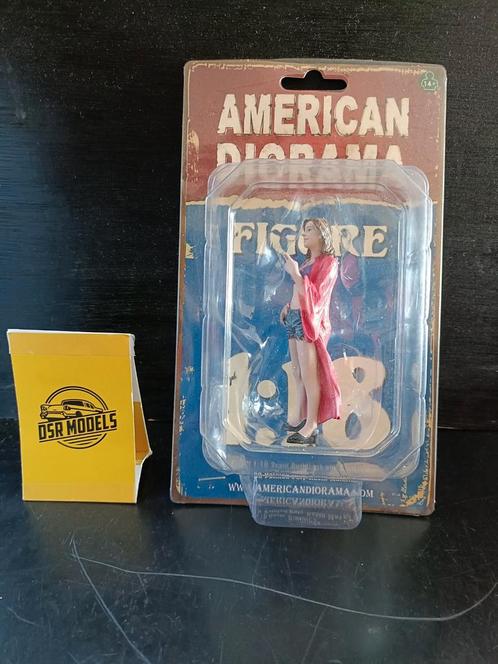 14+
AMERICAN
DIORAMA
FIGURE
1:18
WWW.AMERICANDIORAMA.COM
DSR MODELS